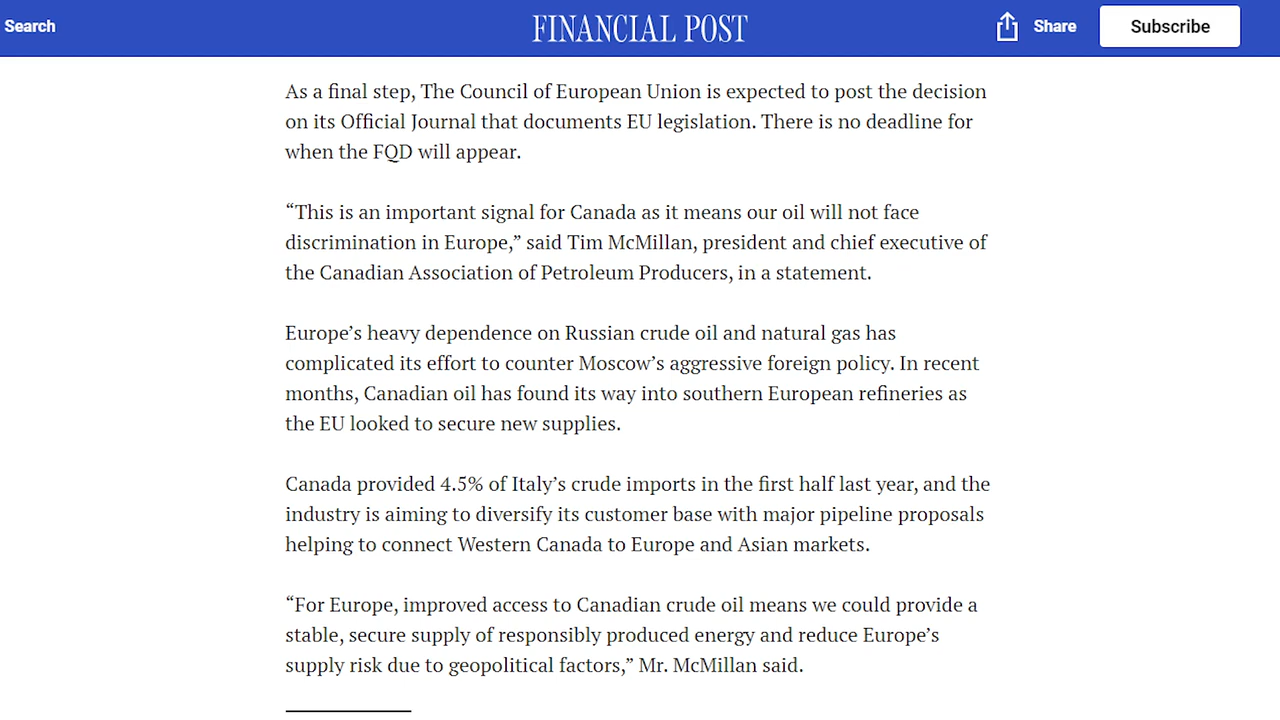 Search
FINANCIAL POST
Share
Subscribe
As a final step, The Council of European Union is expected to post the decision
on its Official Journal that documents EU legislation. There is no deadline for
when the FQD will appear.
“This is an important signal for Canada as it means our oil will not face
discrimination in Europe,” said Tim McMillan, president and chief executive of
the Canadian Association of Petroleum Producers, in a statement.
Europe’s heavy dependence on Russian crude oil and natural gas has
complicated its effort to counter Moscow’s aggressive foreign policy. In recent
months, Canadian oil has found its way into southern European refineries as
the EU looked to secure new supplies.
Canada provided 4.5% of Italy’s crude imports in the first half last year, and the
industry is aiming to diversify its customer base with major pipeline proposals
helping to connect Western Canada to Europe and Asian markets.
“For Europe, improved access to Canadian crude oil means we could provide a
stable, secure supply of responsibly produced energy and reduce Europe’s
supply risk due to geopolitical factors,” Mr. McMillan said.